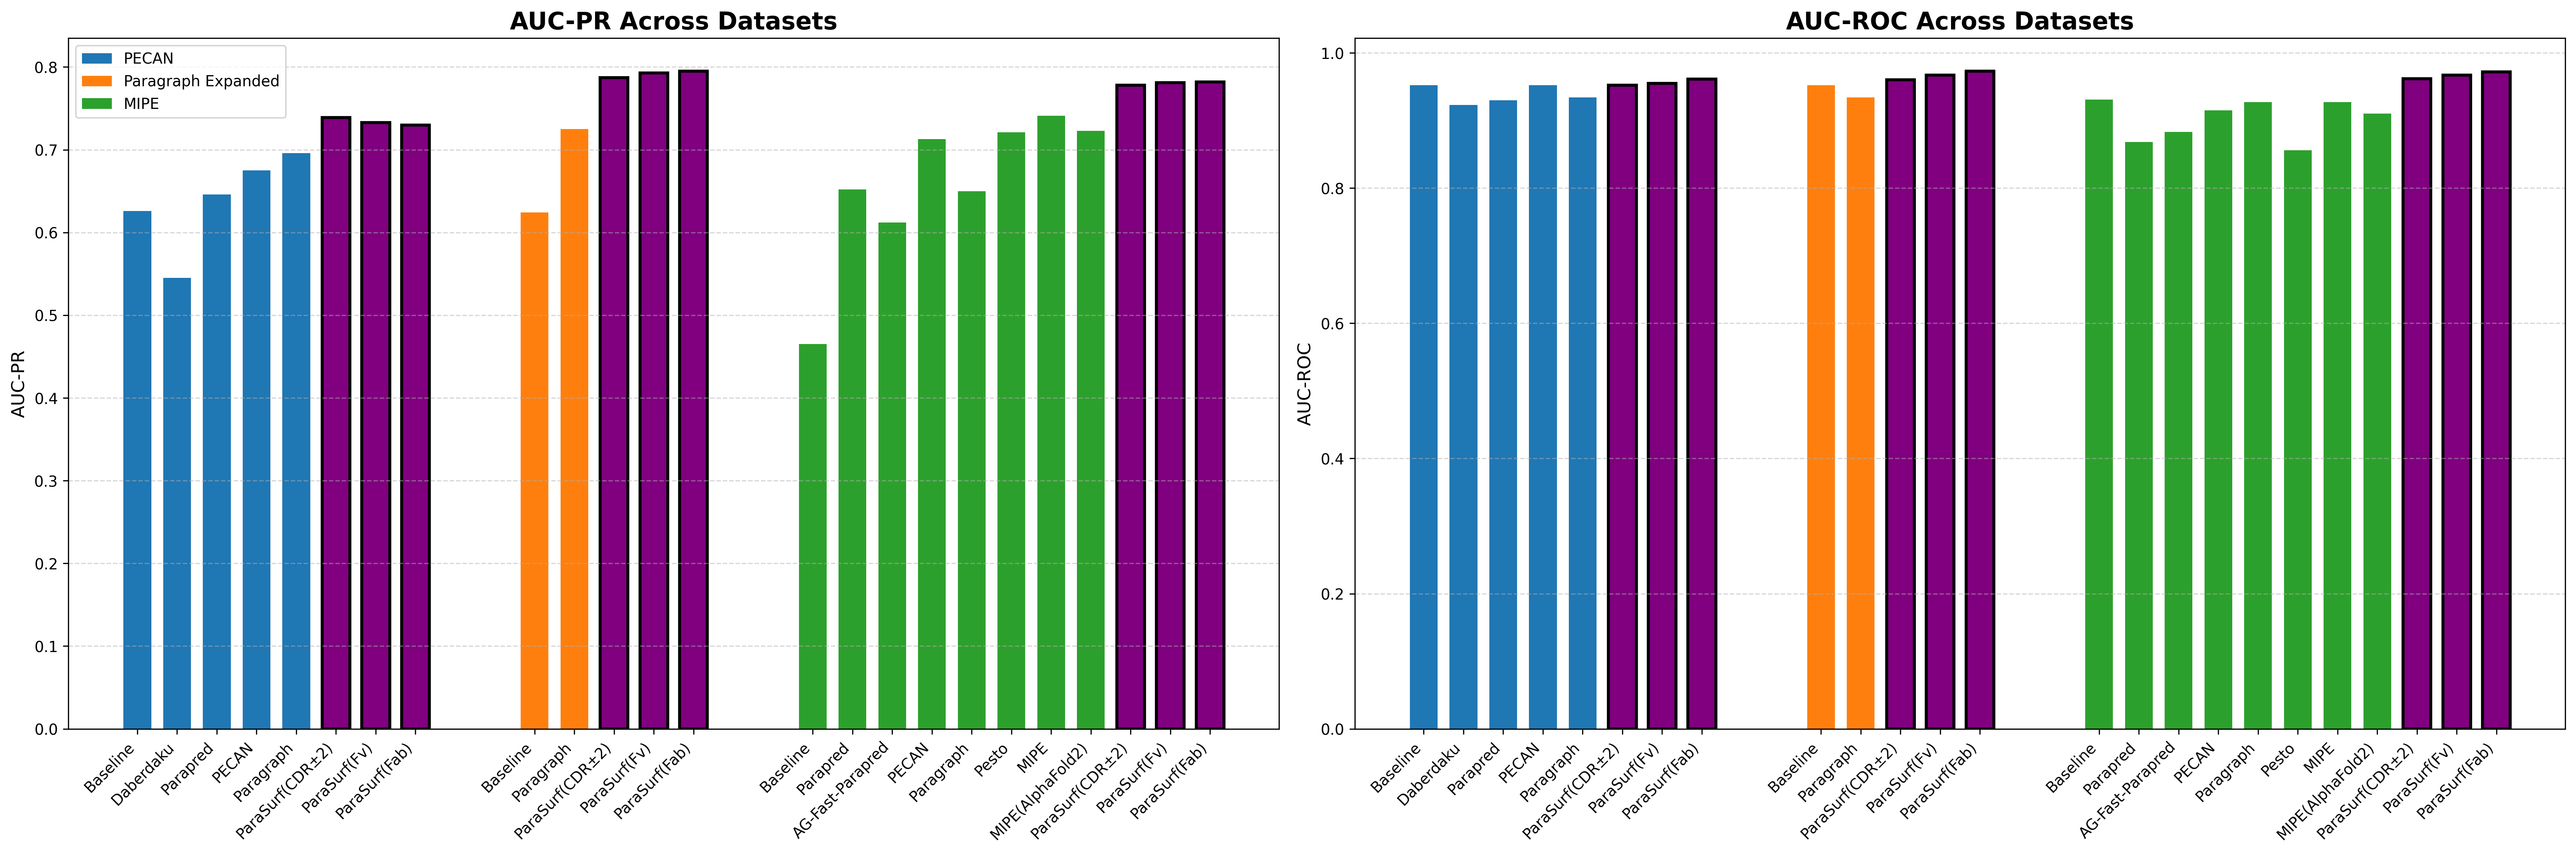 AUC-PR Across Datasets
AUC-PR
0.8
0.7
0.6
0.5
0.4
0.3
0.2
0.1
0.0
PECAN
Paragraph Expanded
MIPE
Baseline
Daberdaku
Parapred
PECAN
Paragraph
ParaSurf(CDR±2)
ParaSurf(Fv)
ParaSurf(Fab)
Baseline
Paragraph
ParaSurf(CDR±2)
ParaSurf(Fv)
ParaSurf(Fab)
Baseline
Parapred
AG-Fast-Parapred
PECAN
Paragraph
Pesto
MIPE
MIPE(AlphaFold2)
ParaSurf(CDR±2)
ParaSurf(Fv)
ParaSurf(Fab)
AUC-ROC Across Datasets
AUC-ROC
1.0
0.8
0.6
0.4
0.2
0.0
Baseline
Daberdaku
Parapred
PECAN
Paragraph
ParaSurf(CDR±2)
ParaSurf(Fv)
ParaSurf(Fab)
Baseline
Paragraph
ParaSurf(CDR±2)
ParaSurf(Fv)
ParaSurf(Fab)
Baseline
Parapred
AG-Fast-Parapred
PECAN
Paragraph
Pesto
MIPE
MIPE(AlphaFold2)
ParaSurf(CDR±2)
ParaSurf(Fv)
ParaSurf(Fab)